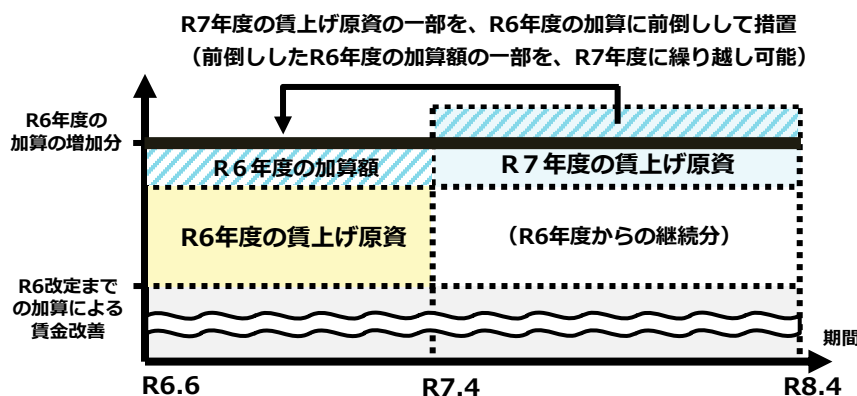 R7年度の賃上げ原資の一部を、R6年度の加算に前倒しして措置
（前倒ししたR6年度の加算額の一部を、R7年度に繰り越し可能）
R6年度の
加算の増加分
R６年度の加算額
R７年度の賃上げ原資
R6年度の賃上げ原資
（R6年度からの継続分）
R6改定まで
の加算による
賃金改善
期間
R6.6
R7.4
R8.4